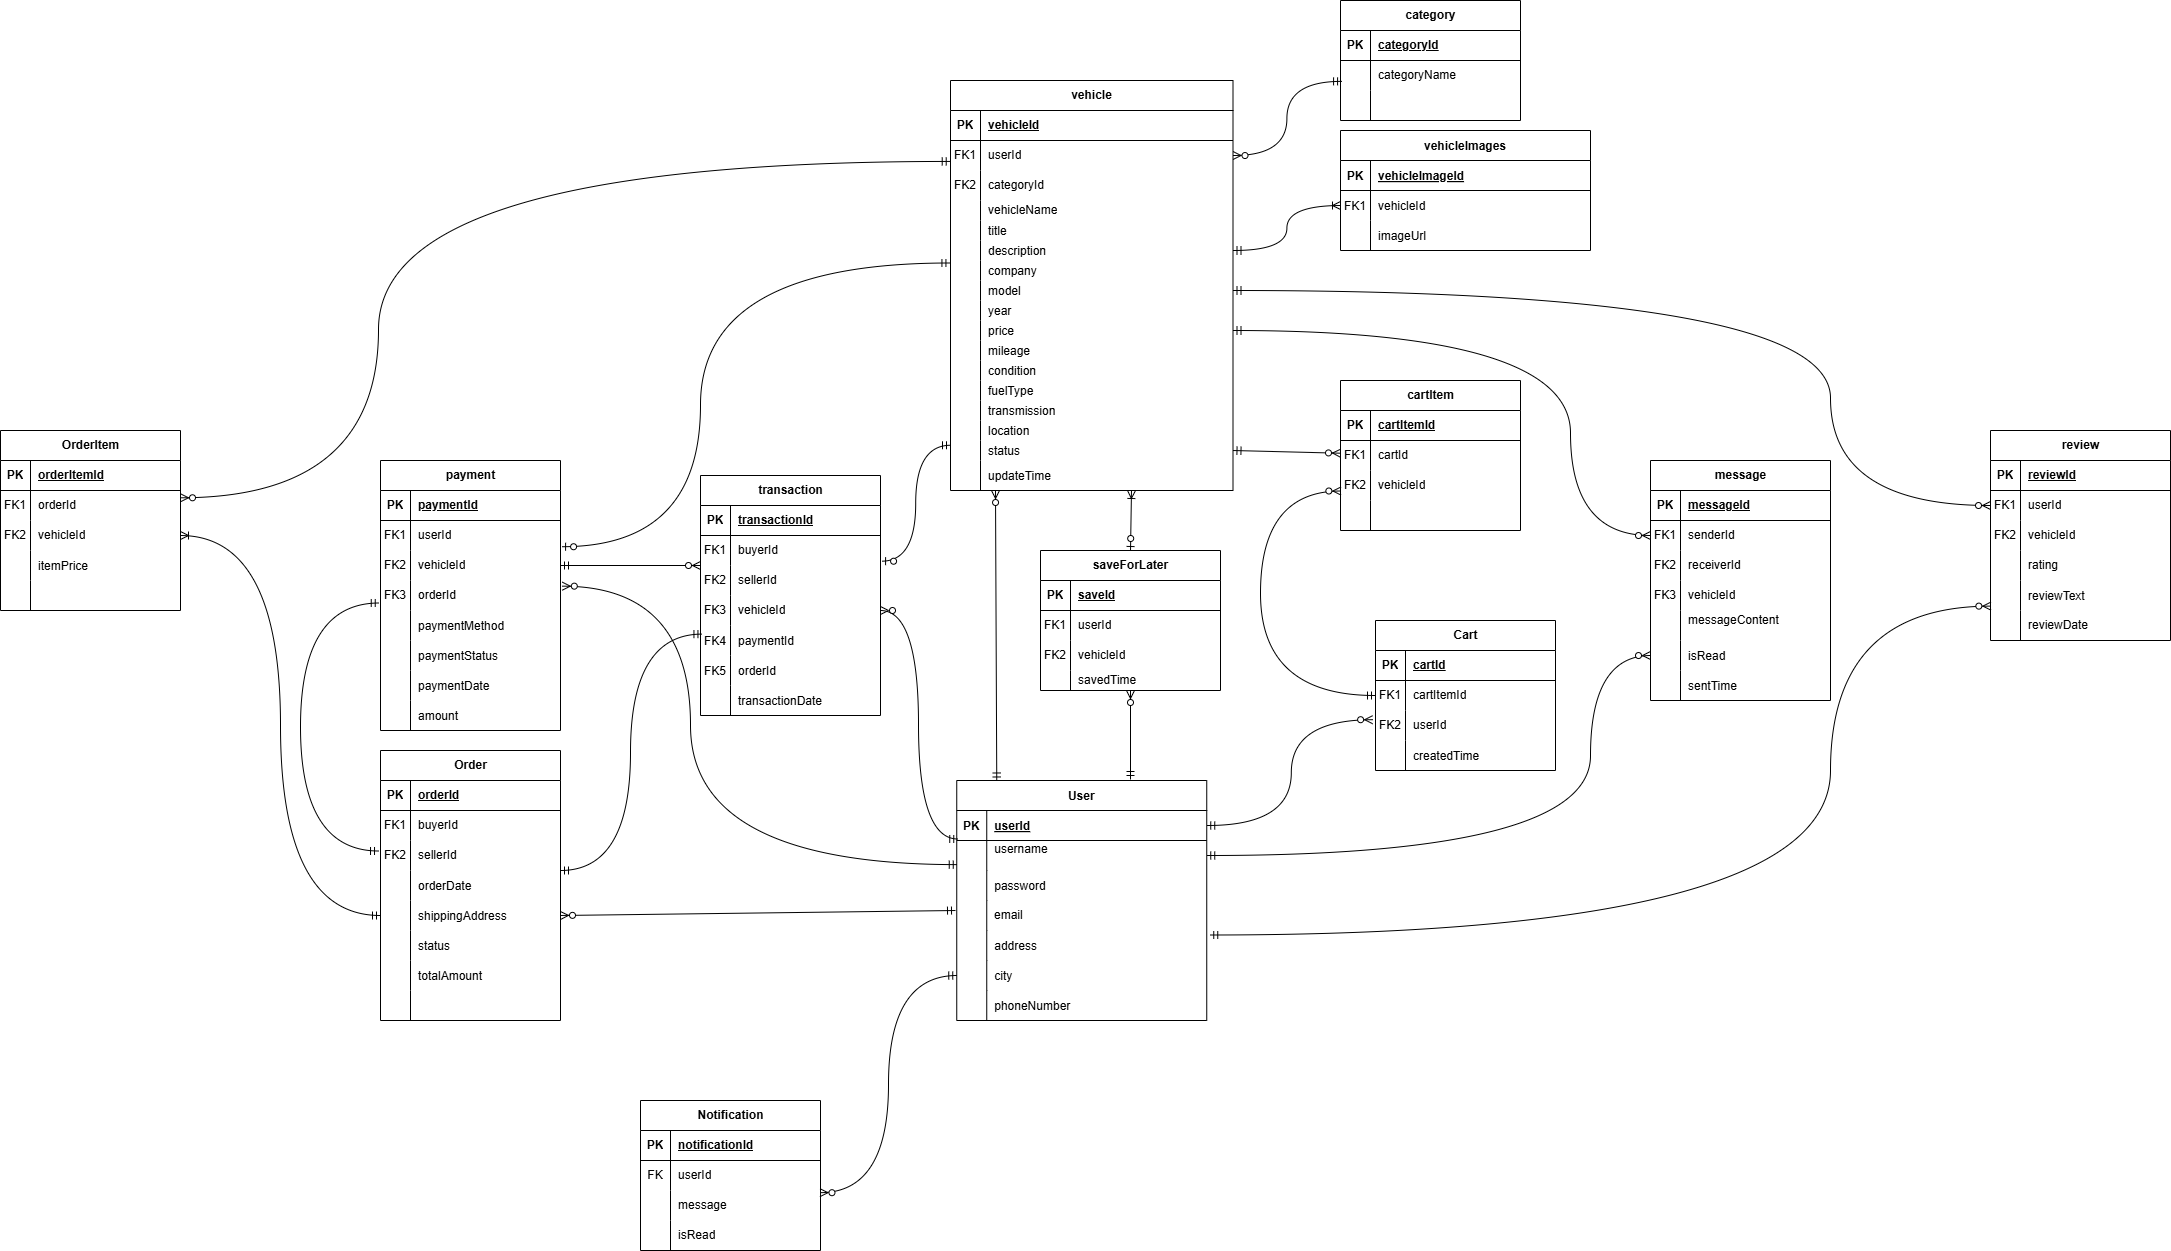 category
PK categoryId
categoryName
vehicle
PK vehicleId
FK1 userId
FK2 categoryId
vehicleName
title
description
company
model
year
price
mileage
condition
fuelType
transmission
location
status
updateTime
vehicleImages
PK vehicleImageId
FK1 vehicleId
imageUrl
cartItem
PK cartItemId
FK1 cartId
FK2 vehicleId
OrderItem
PK orderItemId
FK1 orderId
FK2 vehicleId
itemPrice
payment
PK paymentId
FK1 userId
FK2 vehicleId
FK3 orderId
paymentMethod
paymentStatus
paymentDate
amount
transaction
PK transactionId
FK1 buyerId
FK2 sellerId
FK3 vehicleId
FK4 paymentId
FK5 orderId
transactionDate
saveForLater
PK saveId
FK1 userId
FK2 vehicleId
savedTime
Cart
PK cartId
FK1 cartItemId
FK2 userId
createdTime
message
PK messageId
FK1 senderId
FK2 receiverId
FK3 vehicleId
messageContent
isRead
sentTime
review
PK reviewId
FK1 userId
FK2 vehicleId
rating
reviewText
reviewDate
Order
PK orderId
FK1 buyerId
FK2 sellerId
orderDate
shippingAddress
status
totalAmount
User
PK userId
username
password
email
address
city
phoneNumber
Notification
PK notificationId
FK userId
message
isRead